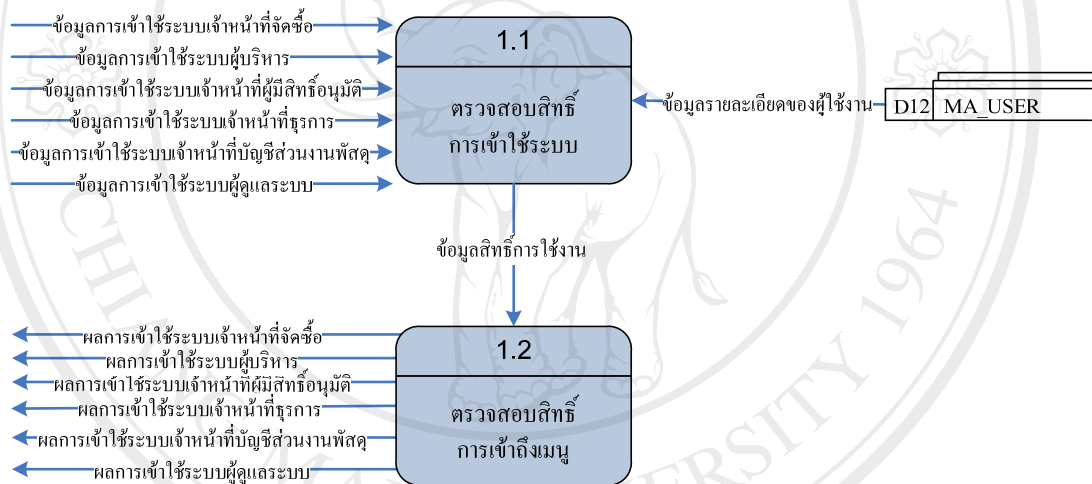 ข้อมูลการเข้าใช้ระบบเจ้าหน้าที่จัดซื้อ
ข้อมูลการเข้าใช้ระบบผู้บริหาร
ข้อมูลการเข้าใช้ระบบเจ้าหน้าที่ผู้มีสิทธิ์อนุมัติ
ข้อมูลการเข้าใช้ระบบเจ้าหน้าที่ธุรการ
ข้อมูลการเข้าใช้ระบบเจ้าหน้าที่บัญชีส่วนงานพัสดุ
ข้อมูลการเข้าใช้ระบบผู้ดูแลระบบ
1.1
ตรวจสอบสิทธิ์
การเข้าใช้ระบบ
ข้อมูลรายละเอียดของผู้ใช้งาน
D12 MA_USER
ข้อมูลสิทธิ์การใช้งาน
ผลการเข้าใช้ระบบเจ้าหน้าที่จัดซื้อ
ผลการเข้าใช้ระบบผู้บริหาร
ผลการเข้าใช้ระบบเจ้าหน้าที่ผู้มีสิทธิ์อนุมัติ
ผลการเข้าใช้ระบบเจ้าหน้าที่ธุรการ
ผลการเข้าใช้ระบบเจ้าหน้าที่บัญชีส่วนงานพัสดุ
ผลการเข้าใช้ระบบผู้ดูแลระบบ
1.2
ตรวจสอบสิทธิ์
การเข้าถึงเมนู
1964